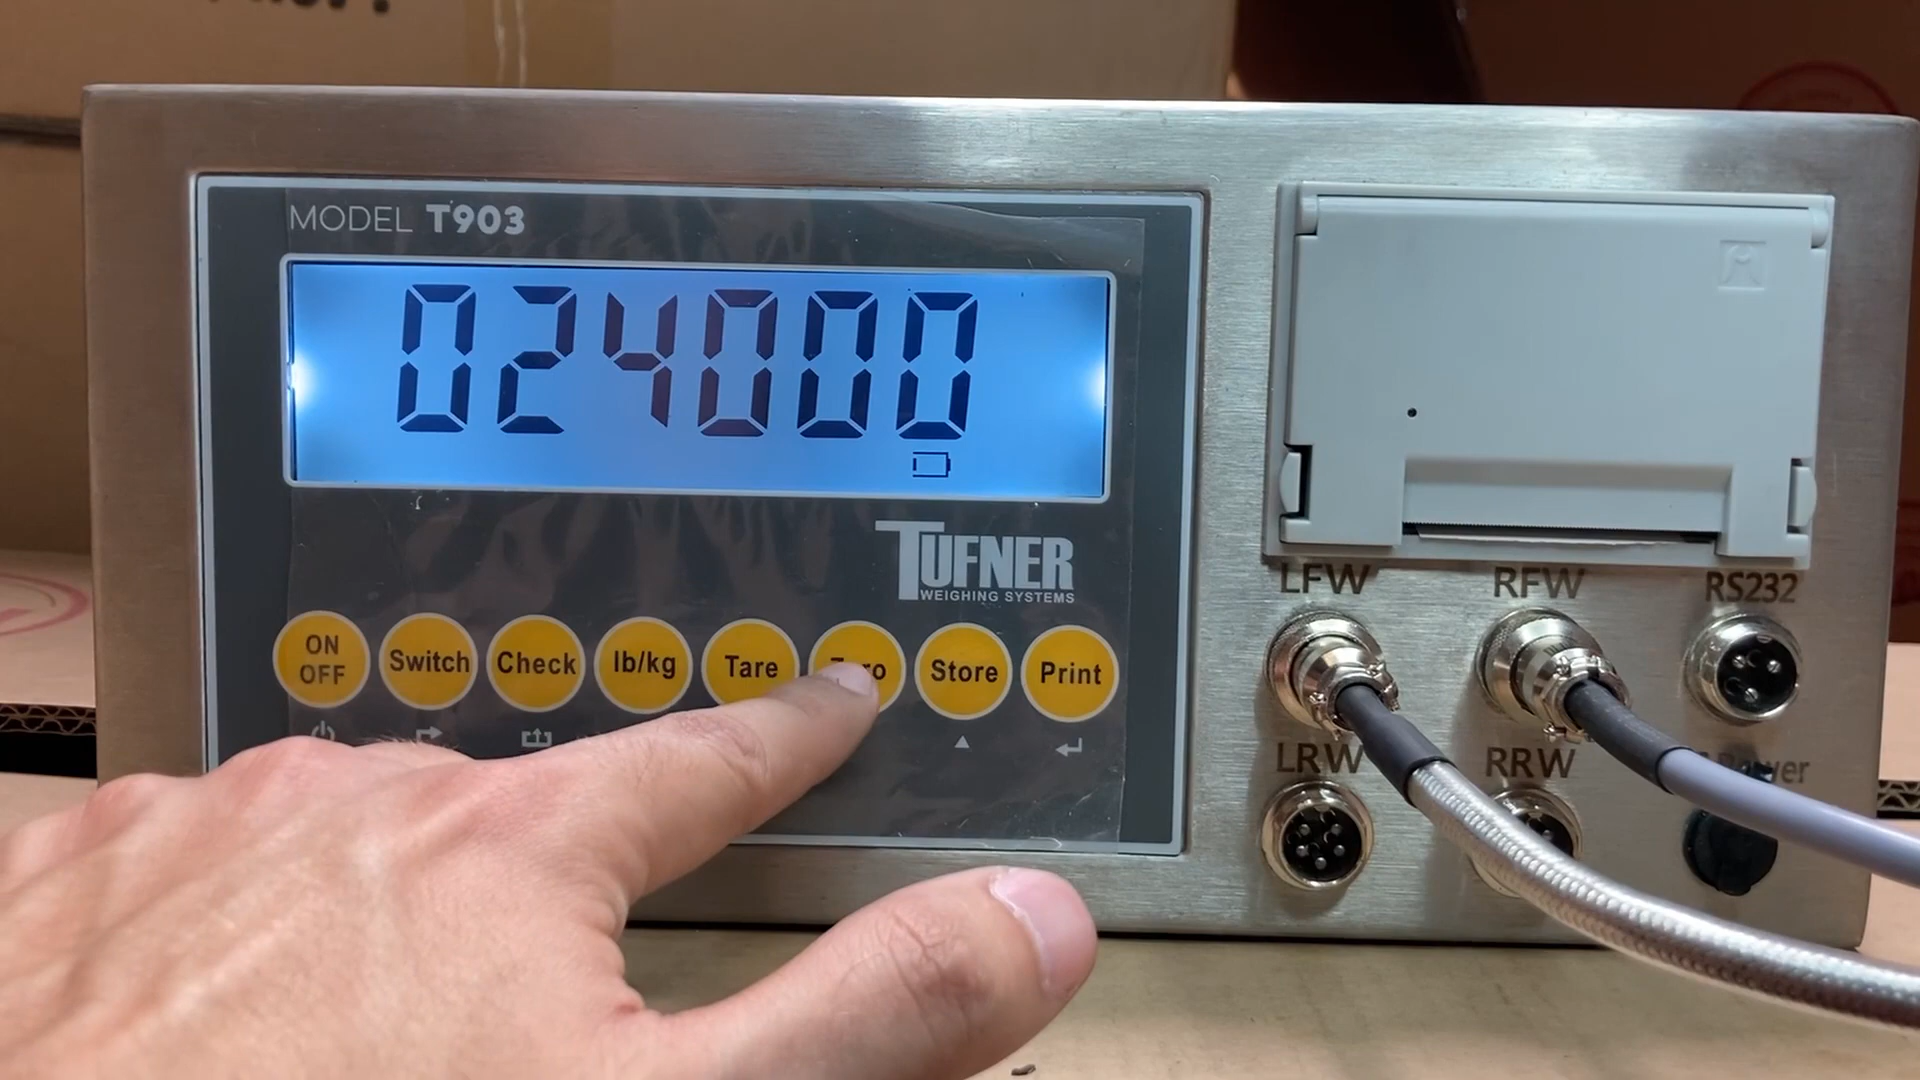 MODEL T903
024000
TUFNER
WEIGHING SYSTEMS
ON
OFF
Switch
Check
lb/kg
Tare
Zero
Store
Print
LFW
RFW
RS232
LRW
RRW